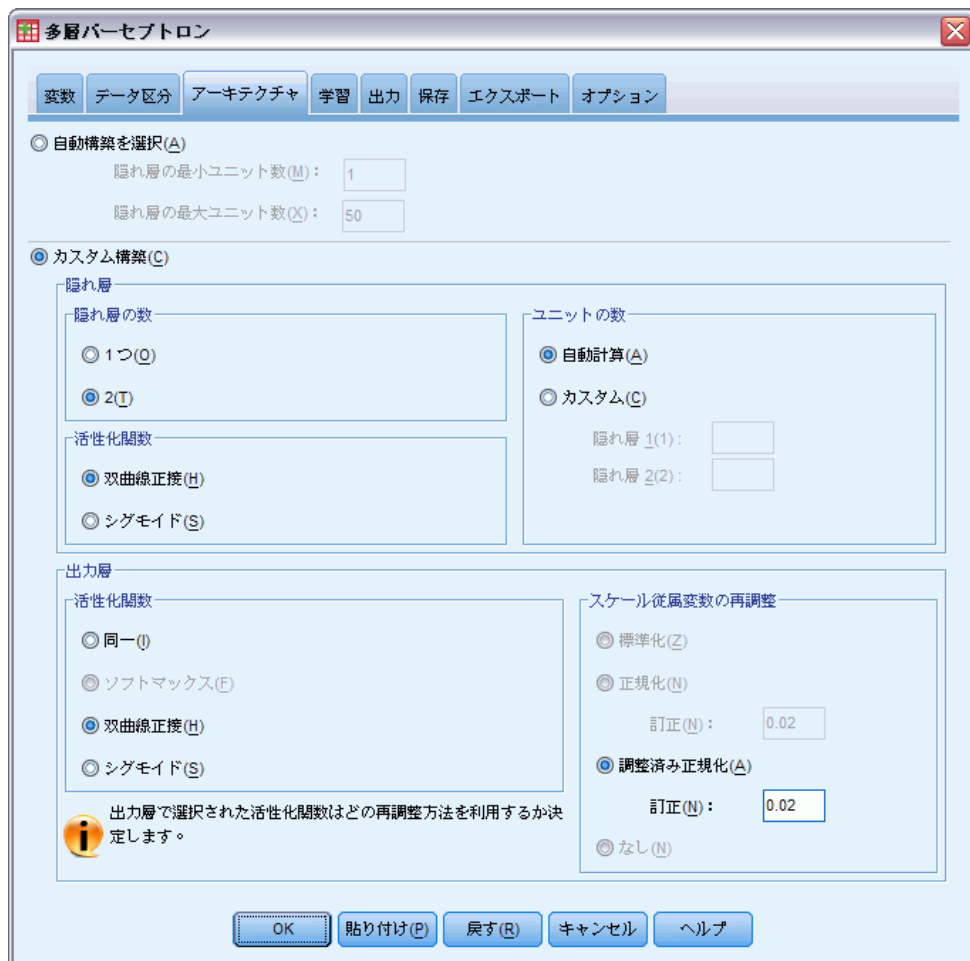 多層パーセプトロン
変数 データ区分 アーキテクチャ 学習 出力 保存 エクスポート オプション
自動構築を選択(A)
隠れ層の最小ユニット数(M): 1
隠れ層の最大ユニット数(X): 50
カスタム構築(C)
隠れ層
隠れ層の数
1つ(O)
2(T)
活性化関数
双曲線正接(H)
シグモイド(S)
ユニットの数
自動計算(A)
カスタム(C)
隠れ層 1(1):
隠れ層 2(2):
出力層
活性化関数
同一(I)
ソフトマックス(F)
双曲線正接(H)
シグモイド(S)
出力層で選択された活性化関数はどの再調整方法を利用するか決
定します。
スケール従属変数の再調整
標準化(Z)
正規化(N)
訂正(N): 0.02
調整済み正規化(A)
訂正(N): 0.02
なし(N)
OK 貼り付け(P) 戻す(R) キャンセル ヘルプ